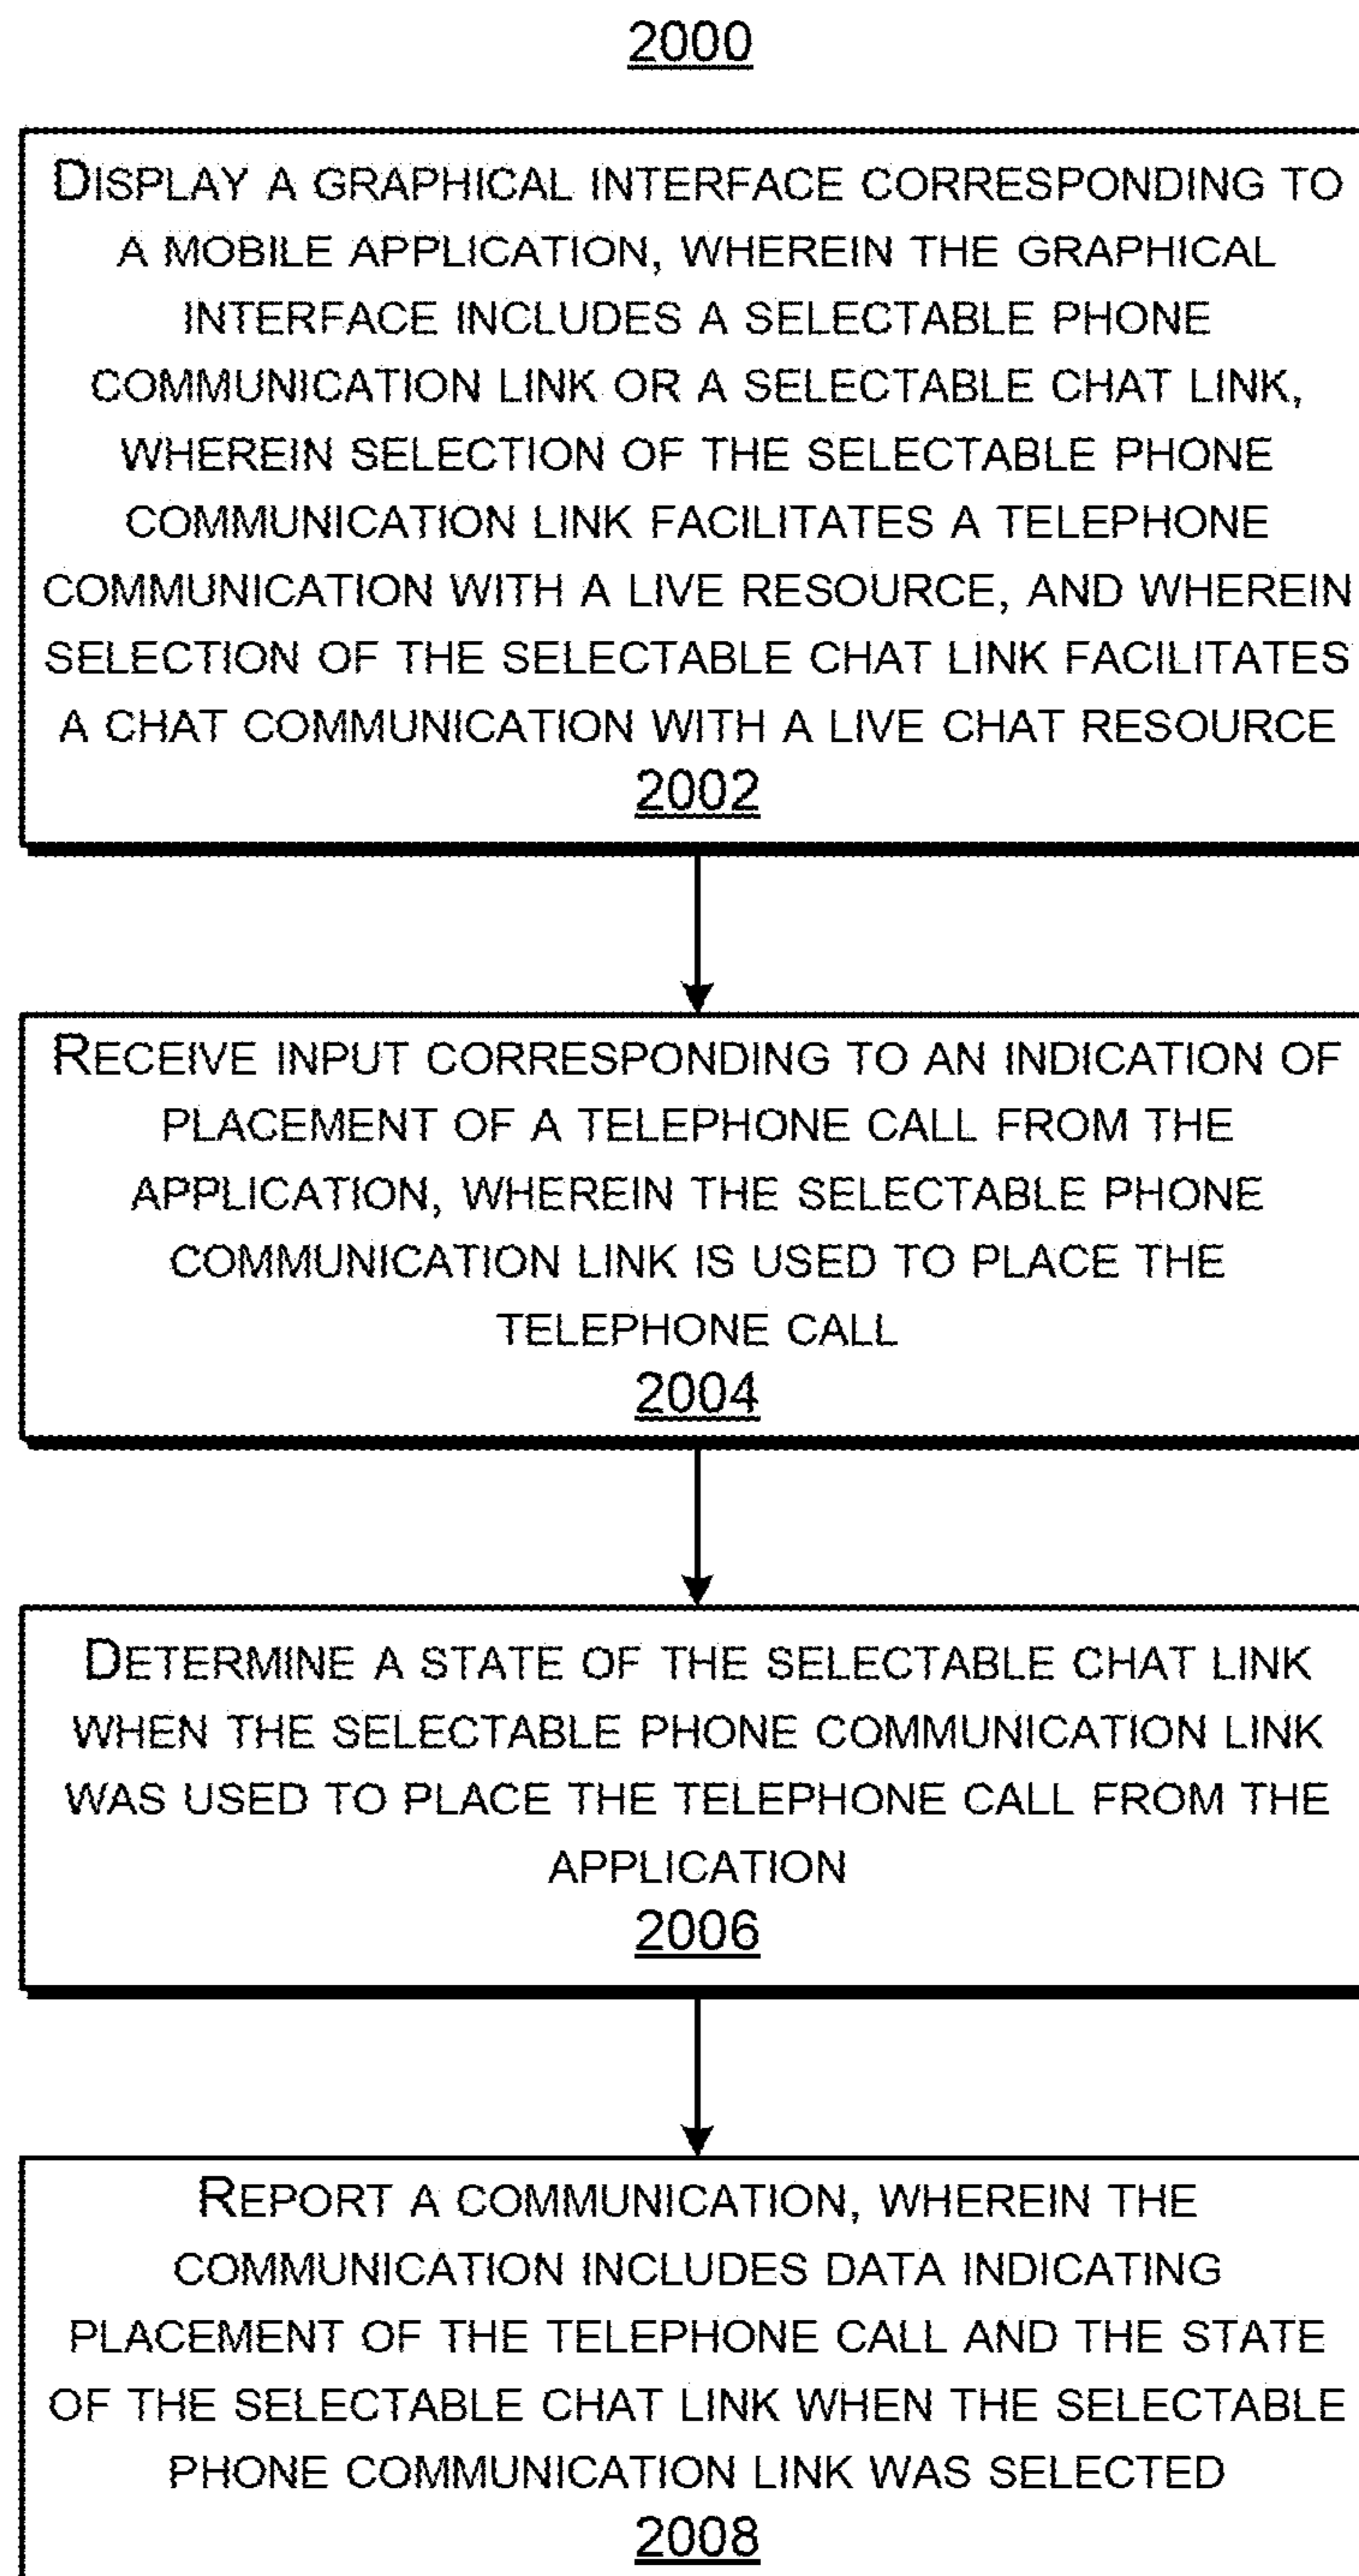 2000
DISPLAY A GRAPHICAL INTERFACE CORRESPONDING TO
A MOBILE APPLICATION, WHEREIN THE GRAPHICAL
INTERFACE INCLUDES A SELECTABLE PHONE
COMMUNICATION LINK OR A SELECTABLE CHAT LINK,
WHEREIN SELECTION OF THE SELECTABLE PHONE
COMMUNICATION LINK FACILITATES A TELEPHONE
COMMUNICATION WITH A LIVE RESOURCE, AND WHEREIN
SELECTION OF THE SELECTABLE CHAT LINK FACILITATES
A CHAT COMMUNICATION WITH A LIVE CHAT RESOURCE
2002
RECEIVE INPUT CORRESPONDING TO AN INDICATION OF
PLACEMENT OF A TELEPHONE CALL FROM THE
APPLICATION, WHEREIN THE SELECTABLE PHONE
COMMUNICATION LINK IS USED TO PLACE THE
TELEPHONE CALL
2004
DETERMINE A STATE OF THE SELECTABLE CHAT LINK
WHEN THE SELECTABLE PHONE COMMUNICATION LINK
WAS USED TO PLACE THE TELEPHONE CALL FROM THE
APPLICATION
2006
REPORT A COMMUNICATION, WHEREIN THE
COMMUNICATION INCLUDES DATA INDICATING
PLACEMENT OF THE TELEPHONE CALL AND THE STATE
OF THE SELECTABLE CHAT LINK WHEN THE SELECTABLE
PHONE COMMUNICATION LINK WAS SELECTED
2008